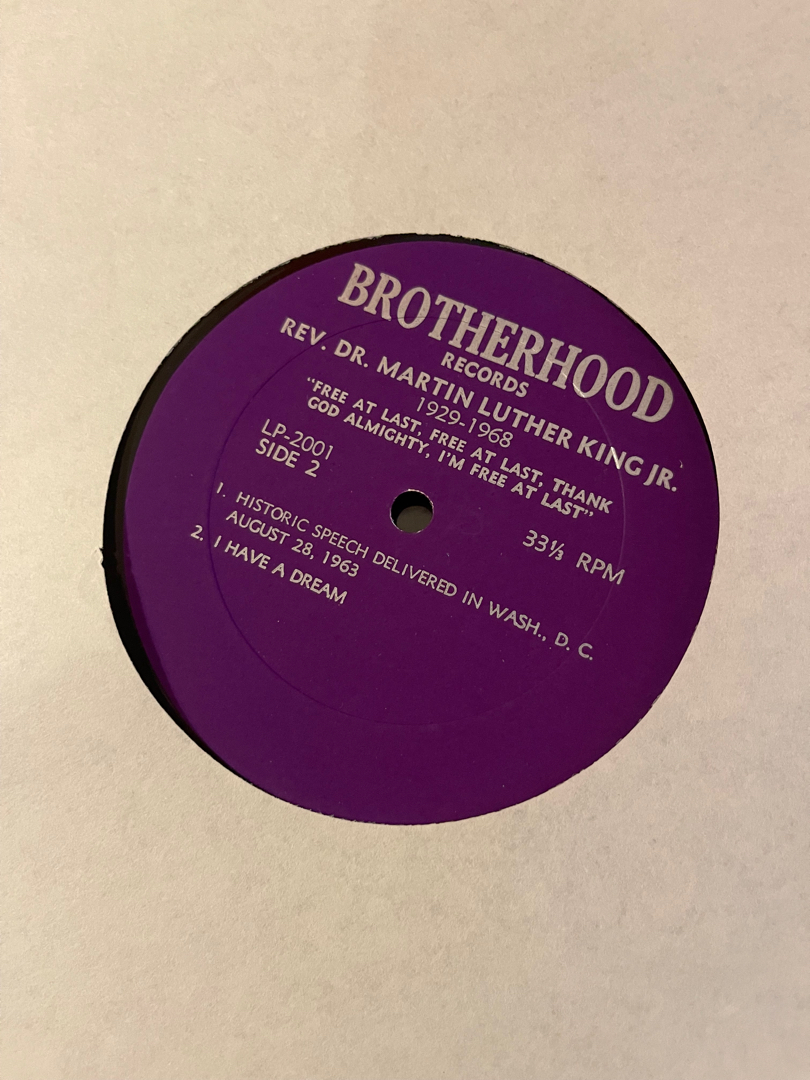 BROTHERHOOD
RECORDS
REV. DR. MARTIN LUTHER KING JR.
1929-1968
"FREE AT LAST, FREE AT LAST, THANK
GOD ALMIGHTY, I'M FREE AT LAST"
LP-2001
SIDE 2
33⅓ RPM
1. HISTORIC SPEECH DELIVERED IN WASH., D. C.
AUGUST 28, 1963
2. I HAVE A DREAM